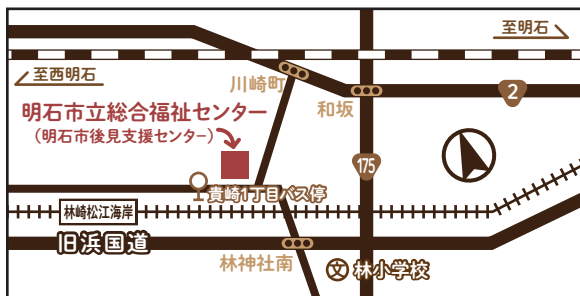 至明石
至西明石
川崎町
和坂
2
明石市立総合福祉センター
（明石市後見支援センター）
175
貴崎1丁目バス停
林崎松江海岸
旧浜国道
林神社南
文 林小学校